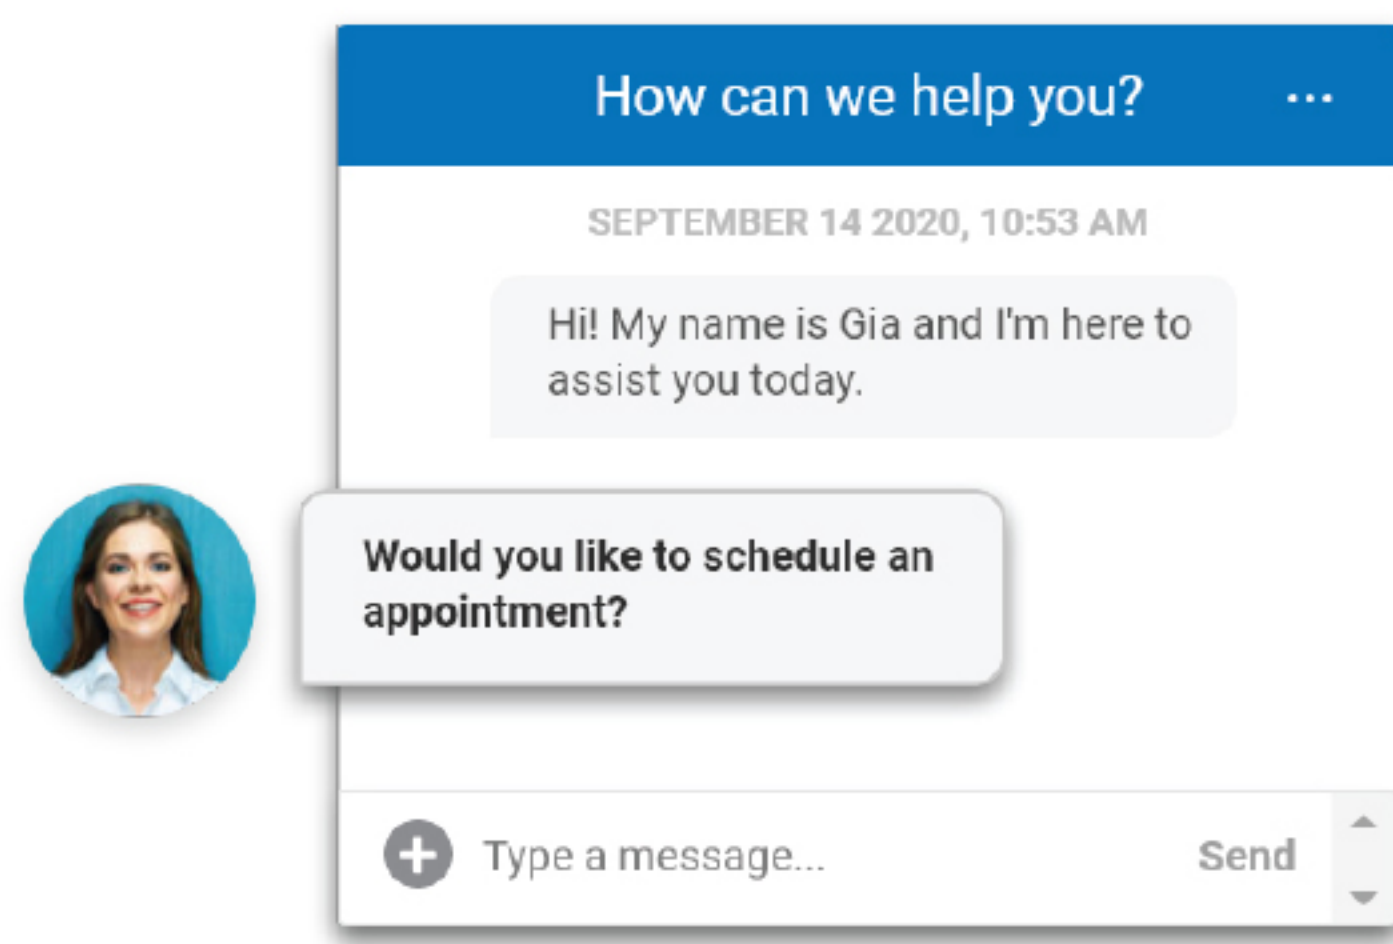 How can we help you?
SEPTEMBER 14 2020, 10:53 AM
Hi! My name is Gia and I'm here to
assist you today.
Would you like to schedule an
appointment?
Type a message...
Send